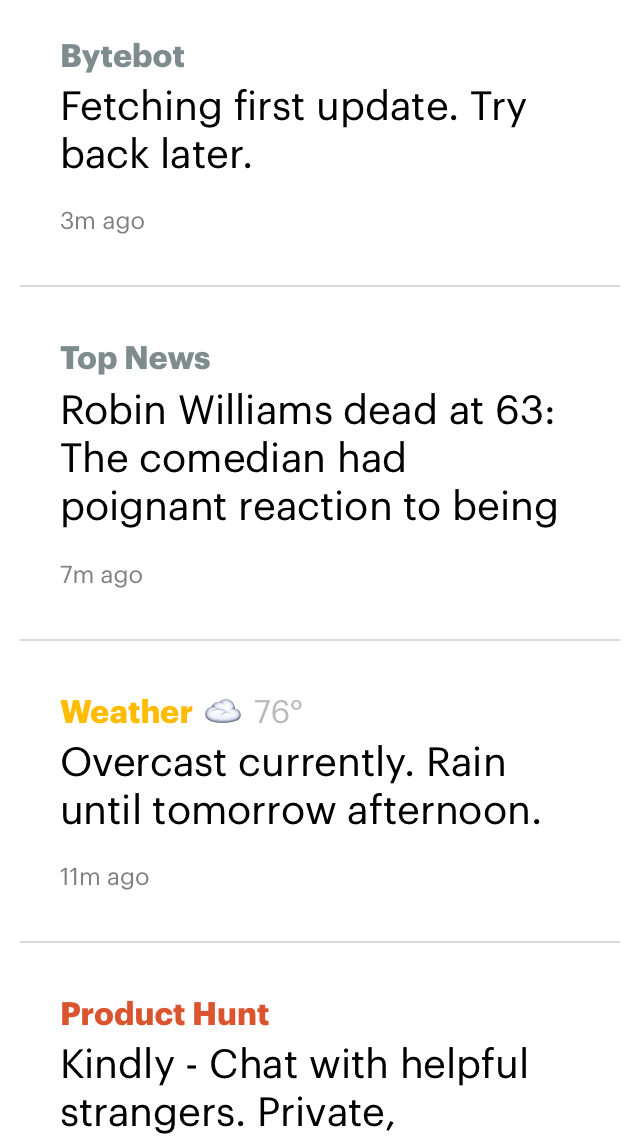 Bytebot
Fetching first update. Try
back later.
3m ago
Top News
Robin Williams dead at 63:
The comedian had
poignant reaction to being
7m ago
Weather ☁️ 76°
Overcast currently. Rain
until tomorrow afternoon.
11m ago
Product Hunt
Kindly - Chat with helpful
strangers. Private,